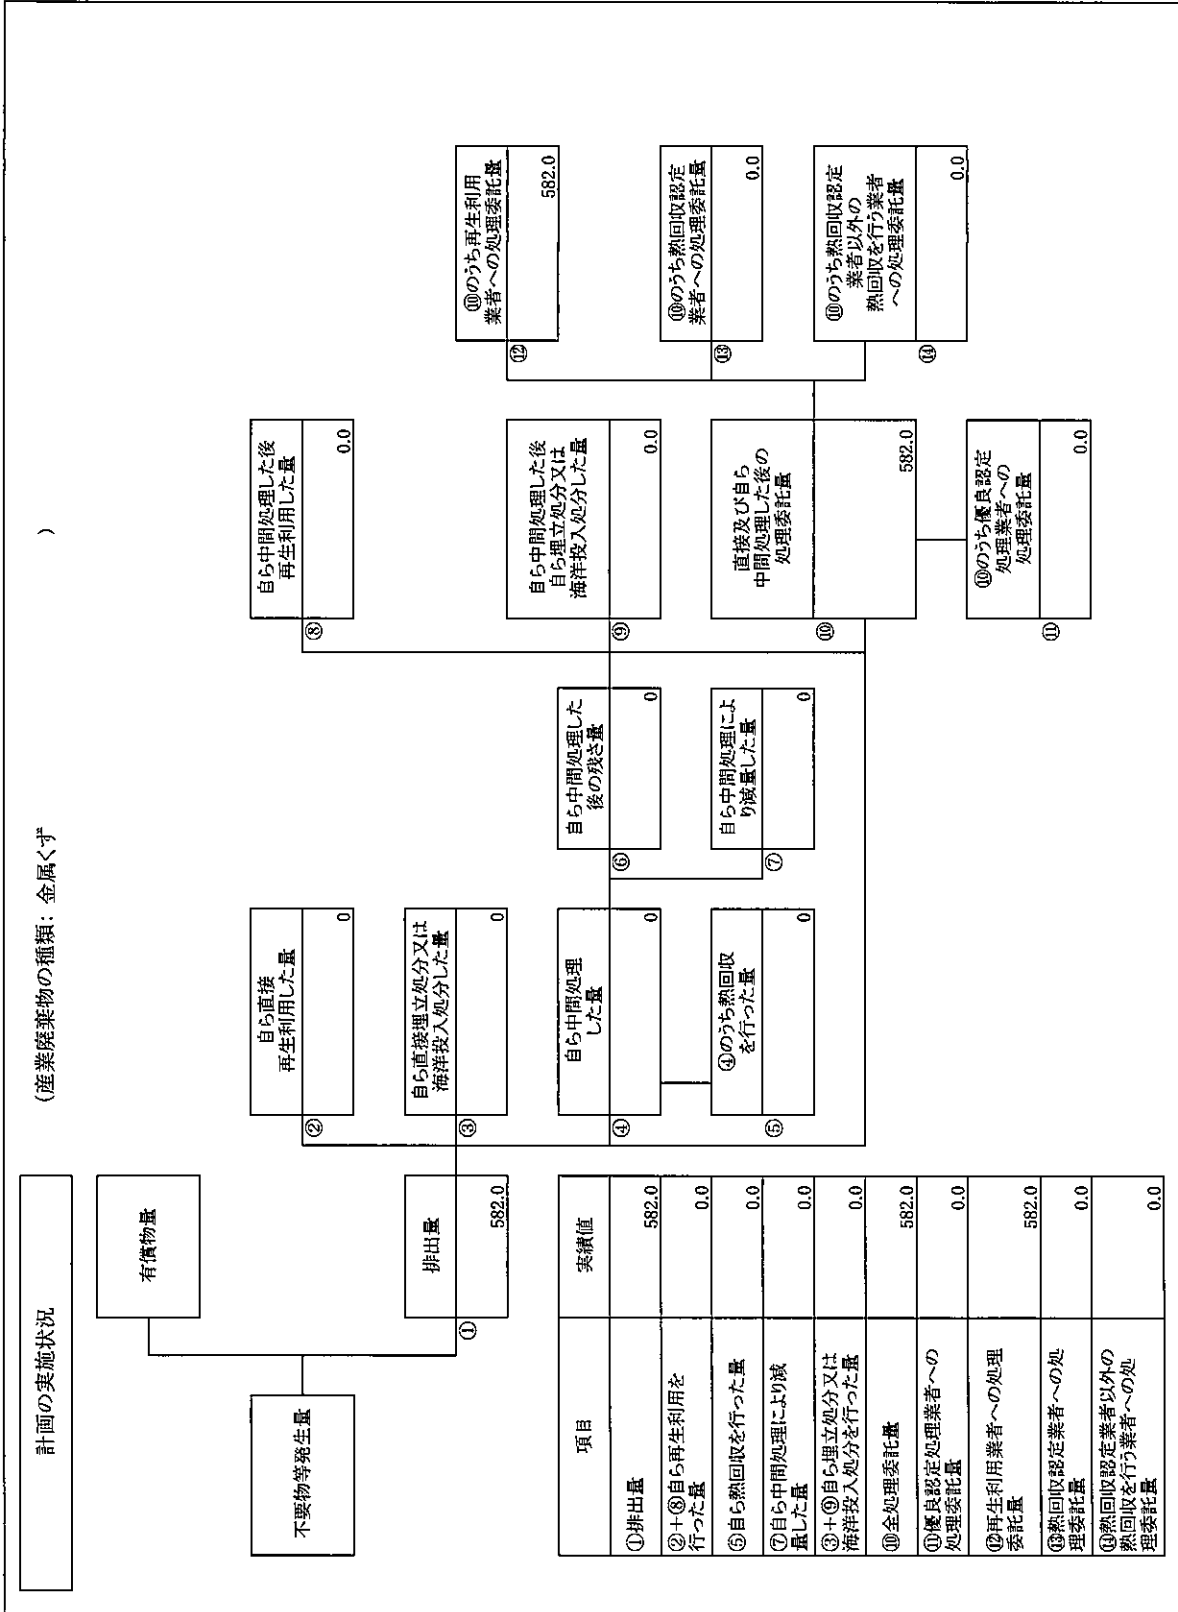 計画の実施状況
(産業廃棄物の種類: 金属くず
)
不要物等発生量
有償物量
①
排出量
582.0
②
自ら直接
再生利用した量
0
③
自ら直接埋立処分又は
海洋投入処分した量
0
④
自ら中間処理
した量
0
⑤
④のうち熱回収
を行った量
0
⑥
自ら中間処理した
後の残さ量
0
⑦
自ら中間処理によ
り減量した量
0
⑧
自ら中間処理した後
再生利用した量
0.0
⑨
自ら中間処理した後
自ら埋立処分又は
海洋投入処分した量
0.0
⑩
直接及び自ら
中間処理した後の
処理委託量
582.0
⑪
⑩のうち優良認定
処理業者への
処理委託量
0.0
⑫
⑩のうち再生利用
業者への処理委託量
582.0
⑬
⑩のうち熱回収認定
業者への処理委託量
0.0
⑭
⑩のうち熱回収認定
業者以外の
熱回収を行う業者
への処理委託量
0.0
項目 実績値
①排出量 582.0
②+⑧自ら再生利用を
行った量 0.0
⑤自ら熱回収を行った量 0.0
⑦自ら中間処理により減
量した量 0.0
③+⑨自ら埋立処分又は
海洋投入処分を行った量 0.0
⑩全処理委託量 582.0
⑪優良認定処理業者への
処理委託量 0.0
⑫再生利用業者への処理
委託量 582.0
⑬熱回収認定業者への処
理委託量 0.0
⑭熱回収認定業者以外の
熱回収を行う業者への処
理委託量 0.0